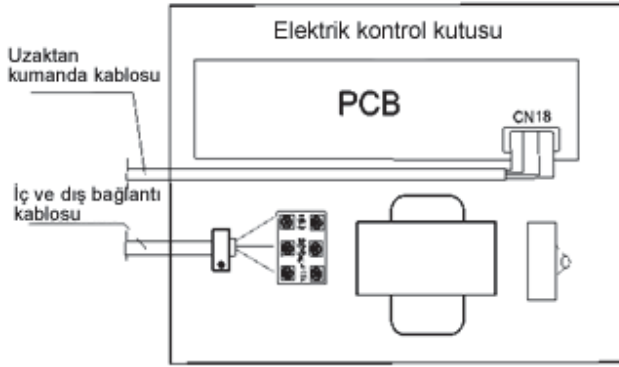 Elektrik kontrol kutusu
Uzaktan
kumanda kablosu
PCB
CN18
İç ve dış bağlantı
kablosu